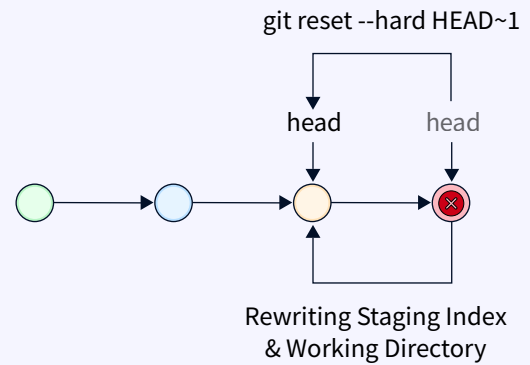 git reset --hard HEAD~1
head
head
Rewriting Staging Index
& Working Directory